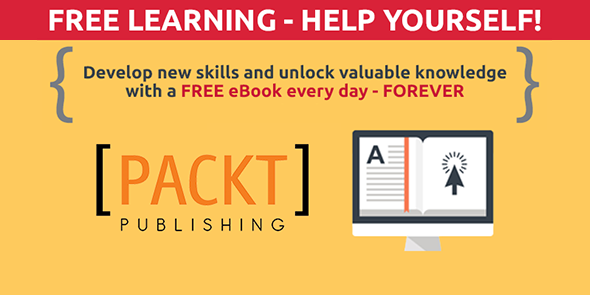 FREE LEARNING - HELP YOURSELF!
Develop new skills and unlock valuable knowledge
with a FREE eBook every day - FOREVER
[PACKT]
PUBLISHING
A